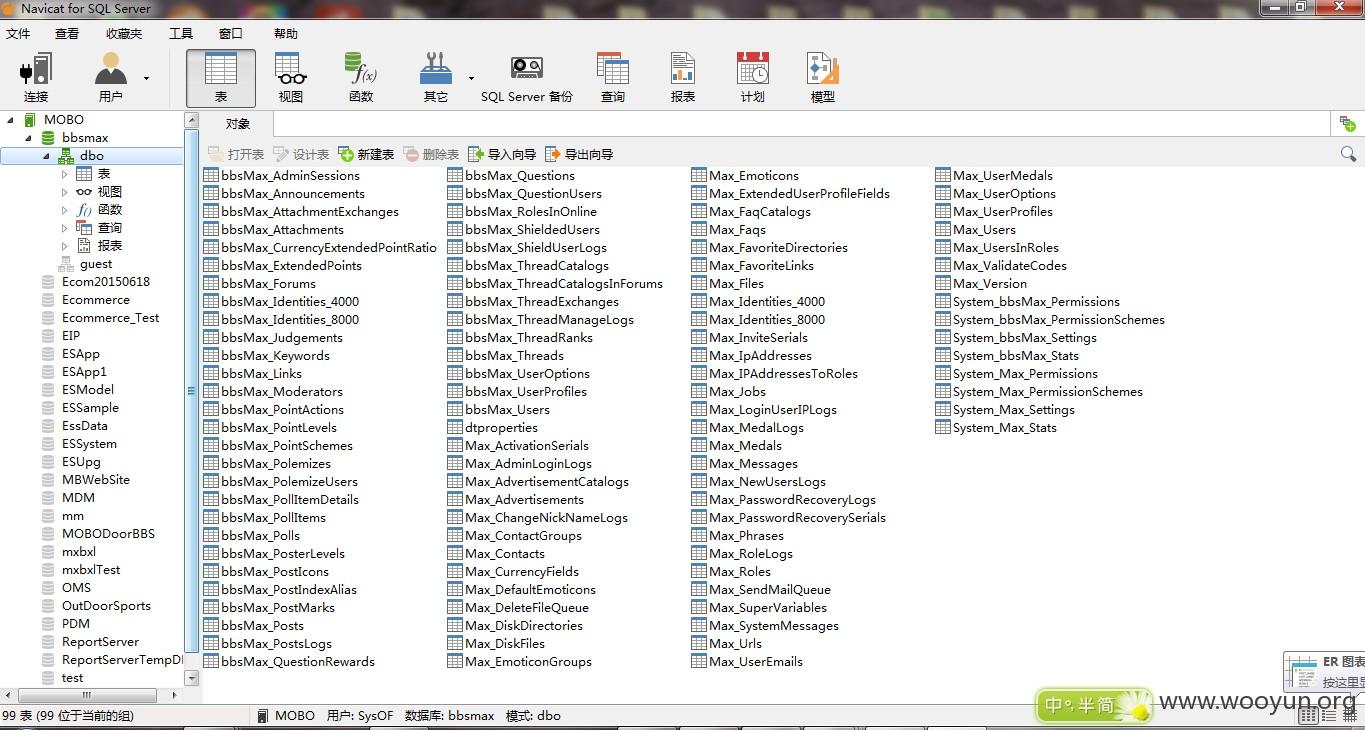 Navicat for SQL Server
文件 查看 收藏夹 工具 窗口 帮助
连接 用户 表 视图 函数 其它 SQL Server 备份 查询 报表 计划 模型
MOBO
bbsmax
dbo
表
视图
函数
查询
报表
guest
Ecom20150618
Ecommerce
Ecommerce_Test
EIP
ESApp
ESApp1
ESModel
ESSample
EssData
ESSystem
ESUpg
MBWebSite
MDM
mm
MOBODoorBBS
mxbxl
mxbxlTest
OMS
OutDoorSports
PDM
ReportServer
ReportServerTempD
test
对象
打开表 设计表 新建表 删除表 导入向导 导出向导
bbsMax_AdminSessions
bbsMax_Announcements
bbsMax_AttachmentExchanges
bbsMax_Attachments
bbsMax_CurrencyExtendedPointRatio
bbsMax_ExtendedPoints
bbsMax_Forums
bbsMax_Identities_4000
bbsMax_Identities_8000
bbsMax_Judgements
bbsMax_Keywords
bbsMax_Links
bbsMax_Moderators
bbsMax_PointActions
bbsMax_PointLevels
bbsMax_PointSchemes
bbsMax_Polemizes
bbsMax_PolemizeUsers
bbsMax_PollItemDetails
bbsMax_PollItems
bbsMax_Polls
bbsMax_PosterLevels
bbsMax_PostIcons
bbsMax_PostIndexAlias
bbsMax_PostMarks
bbsMax_Posts
bbsMax_PostsLogs
bbsMax_QuestionRewards
bbsMax_Questions
bbsMax_QuestionUsers
bbsMax_RolesInOnline
bbsMax_ShieldedUsers
bbsMax_ShieldUserLogs
bbsMax_ThreadCatalogs
bbsMax_ThreadCatalogsInForums
bbsMax_ThreadExchanges
bbsMax_ThreadManageLogs
bbsMax_ThreadRanks
bbsMax_Threads
bbsMax_UserOptions
bbsMax_UserProfiles
bbsMax_Users
dtproperties
Max_ActivationSerials
Max_AdminLoginLogs
Max_AdvertisementCatalogs
Max_Advertisements
Max_ChangeNickNameLogs
Max_ContactGroups
Max_Contacts
Max_CurrencyFields
Max_DefaultEmoticons
Max_DeleteFileQueue
Max_DiskDirectories
Max_DiskFiles
Max_EmoticonGroups
Max_Emoticons
Max_ExtendedUserProfileFields
Max_FaqCatalogs
Max_Faqs
Max_FavoriteDirectories
Max_FavoriteLinks
Max_Files
Max_Identities_4000
Max_Identities_8000
Max_InviteSerials
Max_IpAddresses
Max_IPAddressesToRoles
Max_Jobs
Max_LoginUserIPLogs
Max_MedalLogs
Max_Medals
Max_Messages
Max_NewUsersLogs
Max_PasswordRecoveryLogs
Max_PasswordRecoverySerials
Max_Phrases
Max_RoleLogs
Max_Roles
Max_SendMailQueue
Max_SuperVariables
Max_SystemMessages
Max_Urls
Max_UserEmails
Max_UserMedals
Max_UserOptions
Max_UserProfiles
Max_Users
Max_UsersInRoles
Max_ValidateCodes
Max_Version
System_bbsMax_Permissions
System_bbsMax_PermissionSchemes
System_bbsMax_Settings
System_bbsMax_Stats
System_Max_Permissions
System_Max_PermissionSchemes
System_Max_Settings
System_Max_Stats
ER 图表
按这里
99 表 (99 位于当前的组) MOBO 用户: SysOF 数据库: bbsmax 模式: dbo
中 半 简
www.wooyun.org